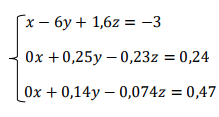 x − 6y + 1,6z = −3
0x + 0,25y − 0,23z = 0,24
0x + 0,14y − 0,074z = 0,47